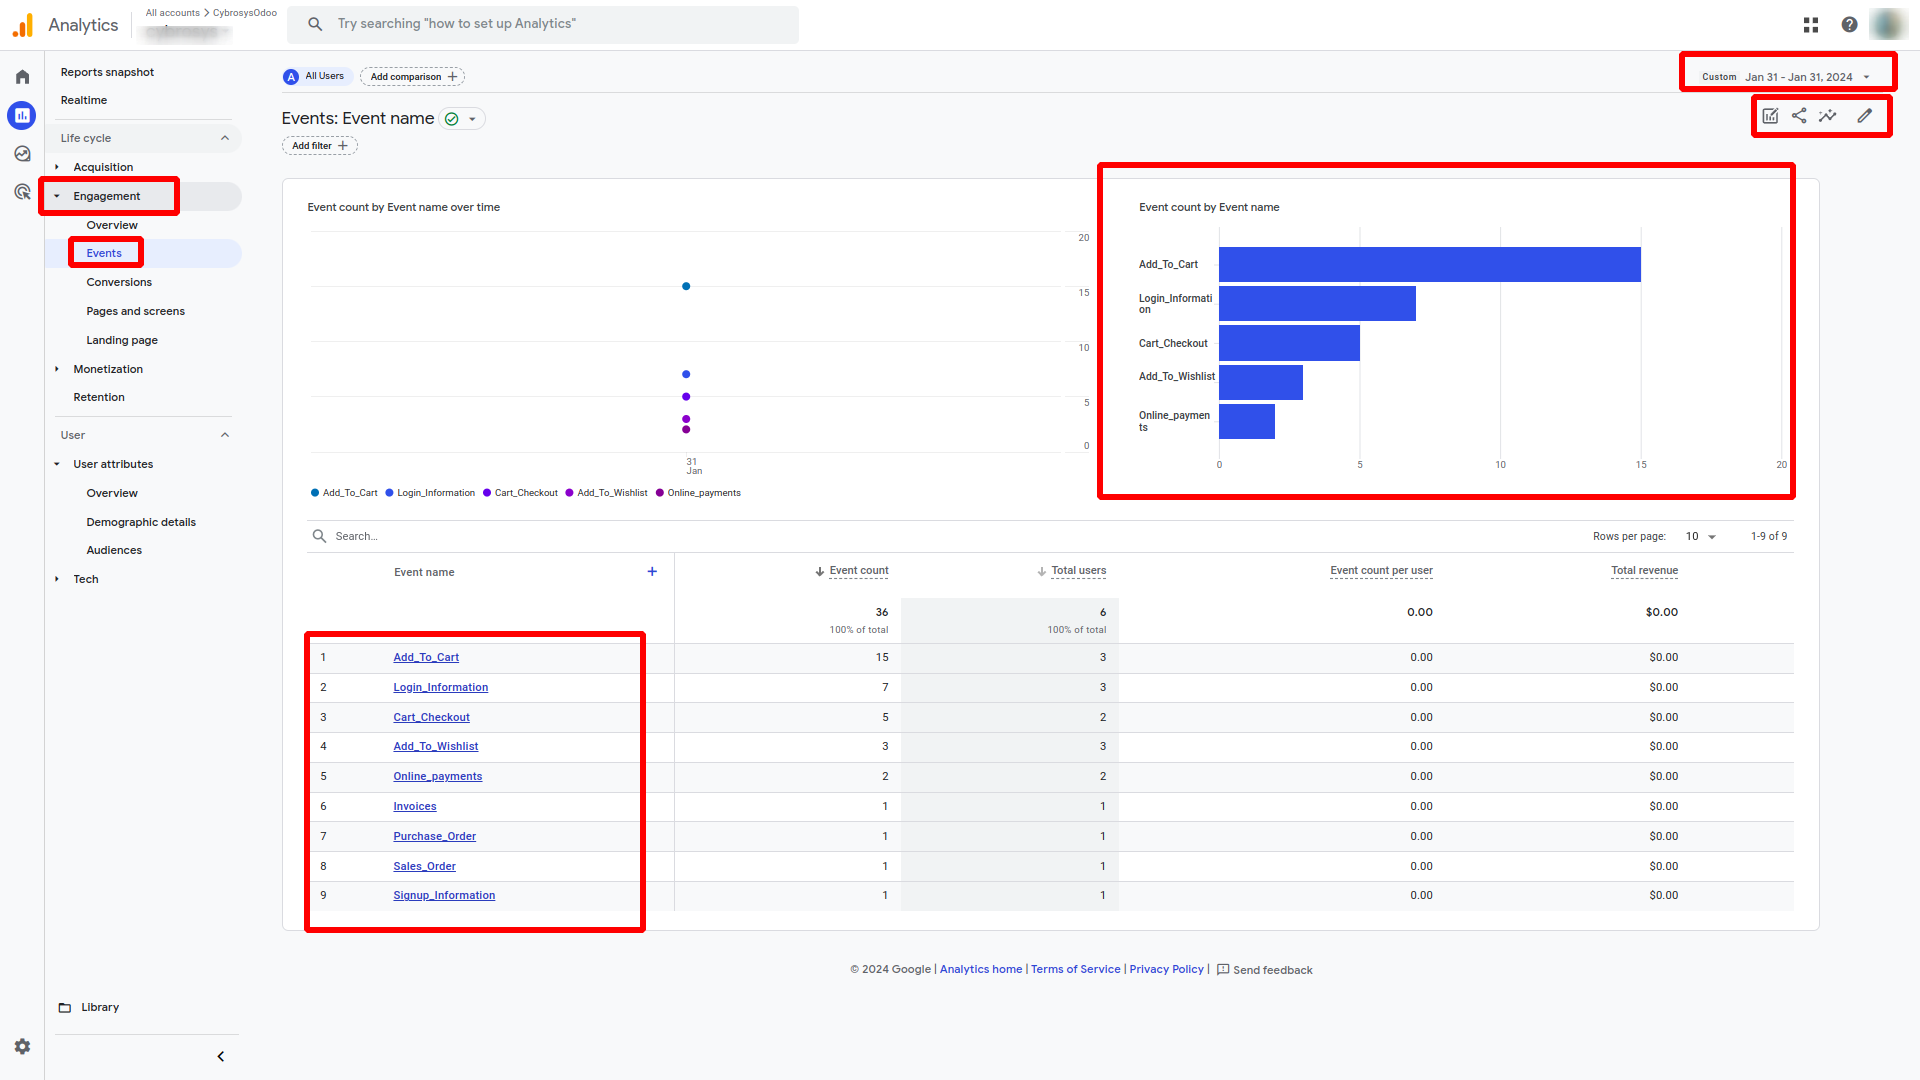 Analytics
All accounts > CybrosysOdoo
Try searching "how to set up Analytics"
Reports snapshot
Realtime
Life cycle
Acquisition
Engagement
Overview
Events
Conversions
Pages and screens
Landing page
Monetization
Retention
User
User attributes
Overview
Demographic details
Audiences
Tech
Library
A All Users
Add comparison +
Custom Jan 31 - Jan 31, 2024
Events: Event name
Add filter +
Event count by Event name over time
20
15
10
5
0
31
Jan
Add_To_Cart Login_Information Cart_Checkout Add_To_Wishlist Online_payments
Event count by Event name
Add_To_Cart
Login_Informati
on
Cart_Checkout
Add_To_Wishlist
Online_paymen
ts
0 5 10 15 20
Search...
Rows per page: 10 1-9 of 9
Event name + Event count Total users Event count per user Total revenue
36 6 0.00 $0.00
100% of total 100% of total
1 Add_To_Cart 15 3 0.00 $0.00
2 Login_Information 7 3 0.00 $0.00
3 Cart_Checkout 5 2 0.00 $0.00
4 Add_To_Wishlist 3 3 0.00 $0.00
5 Online_payments 2 2 0.00 $0.00
6 Invoices 1 1 0.00 $0.00
7 Purchase_Order 1 1 0.00 $0.00
8 Sales_Order 1 1 0.00 $0.00
9 Signup_Information 1 1 0.00 $0.00
© 2024 Google | Analytics home | Terms of Service | Privacy Policy | Send feedback